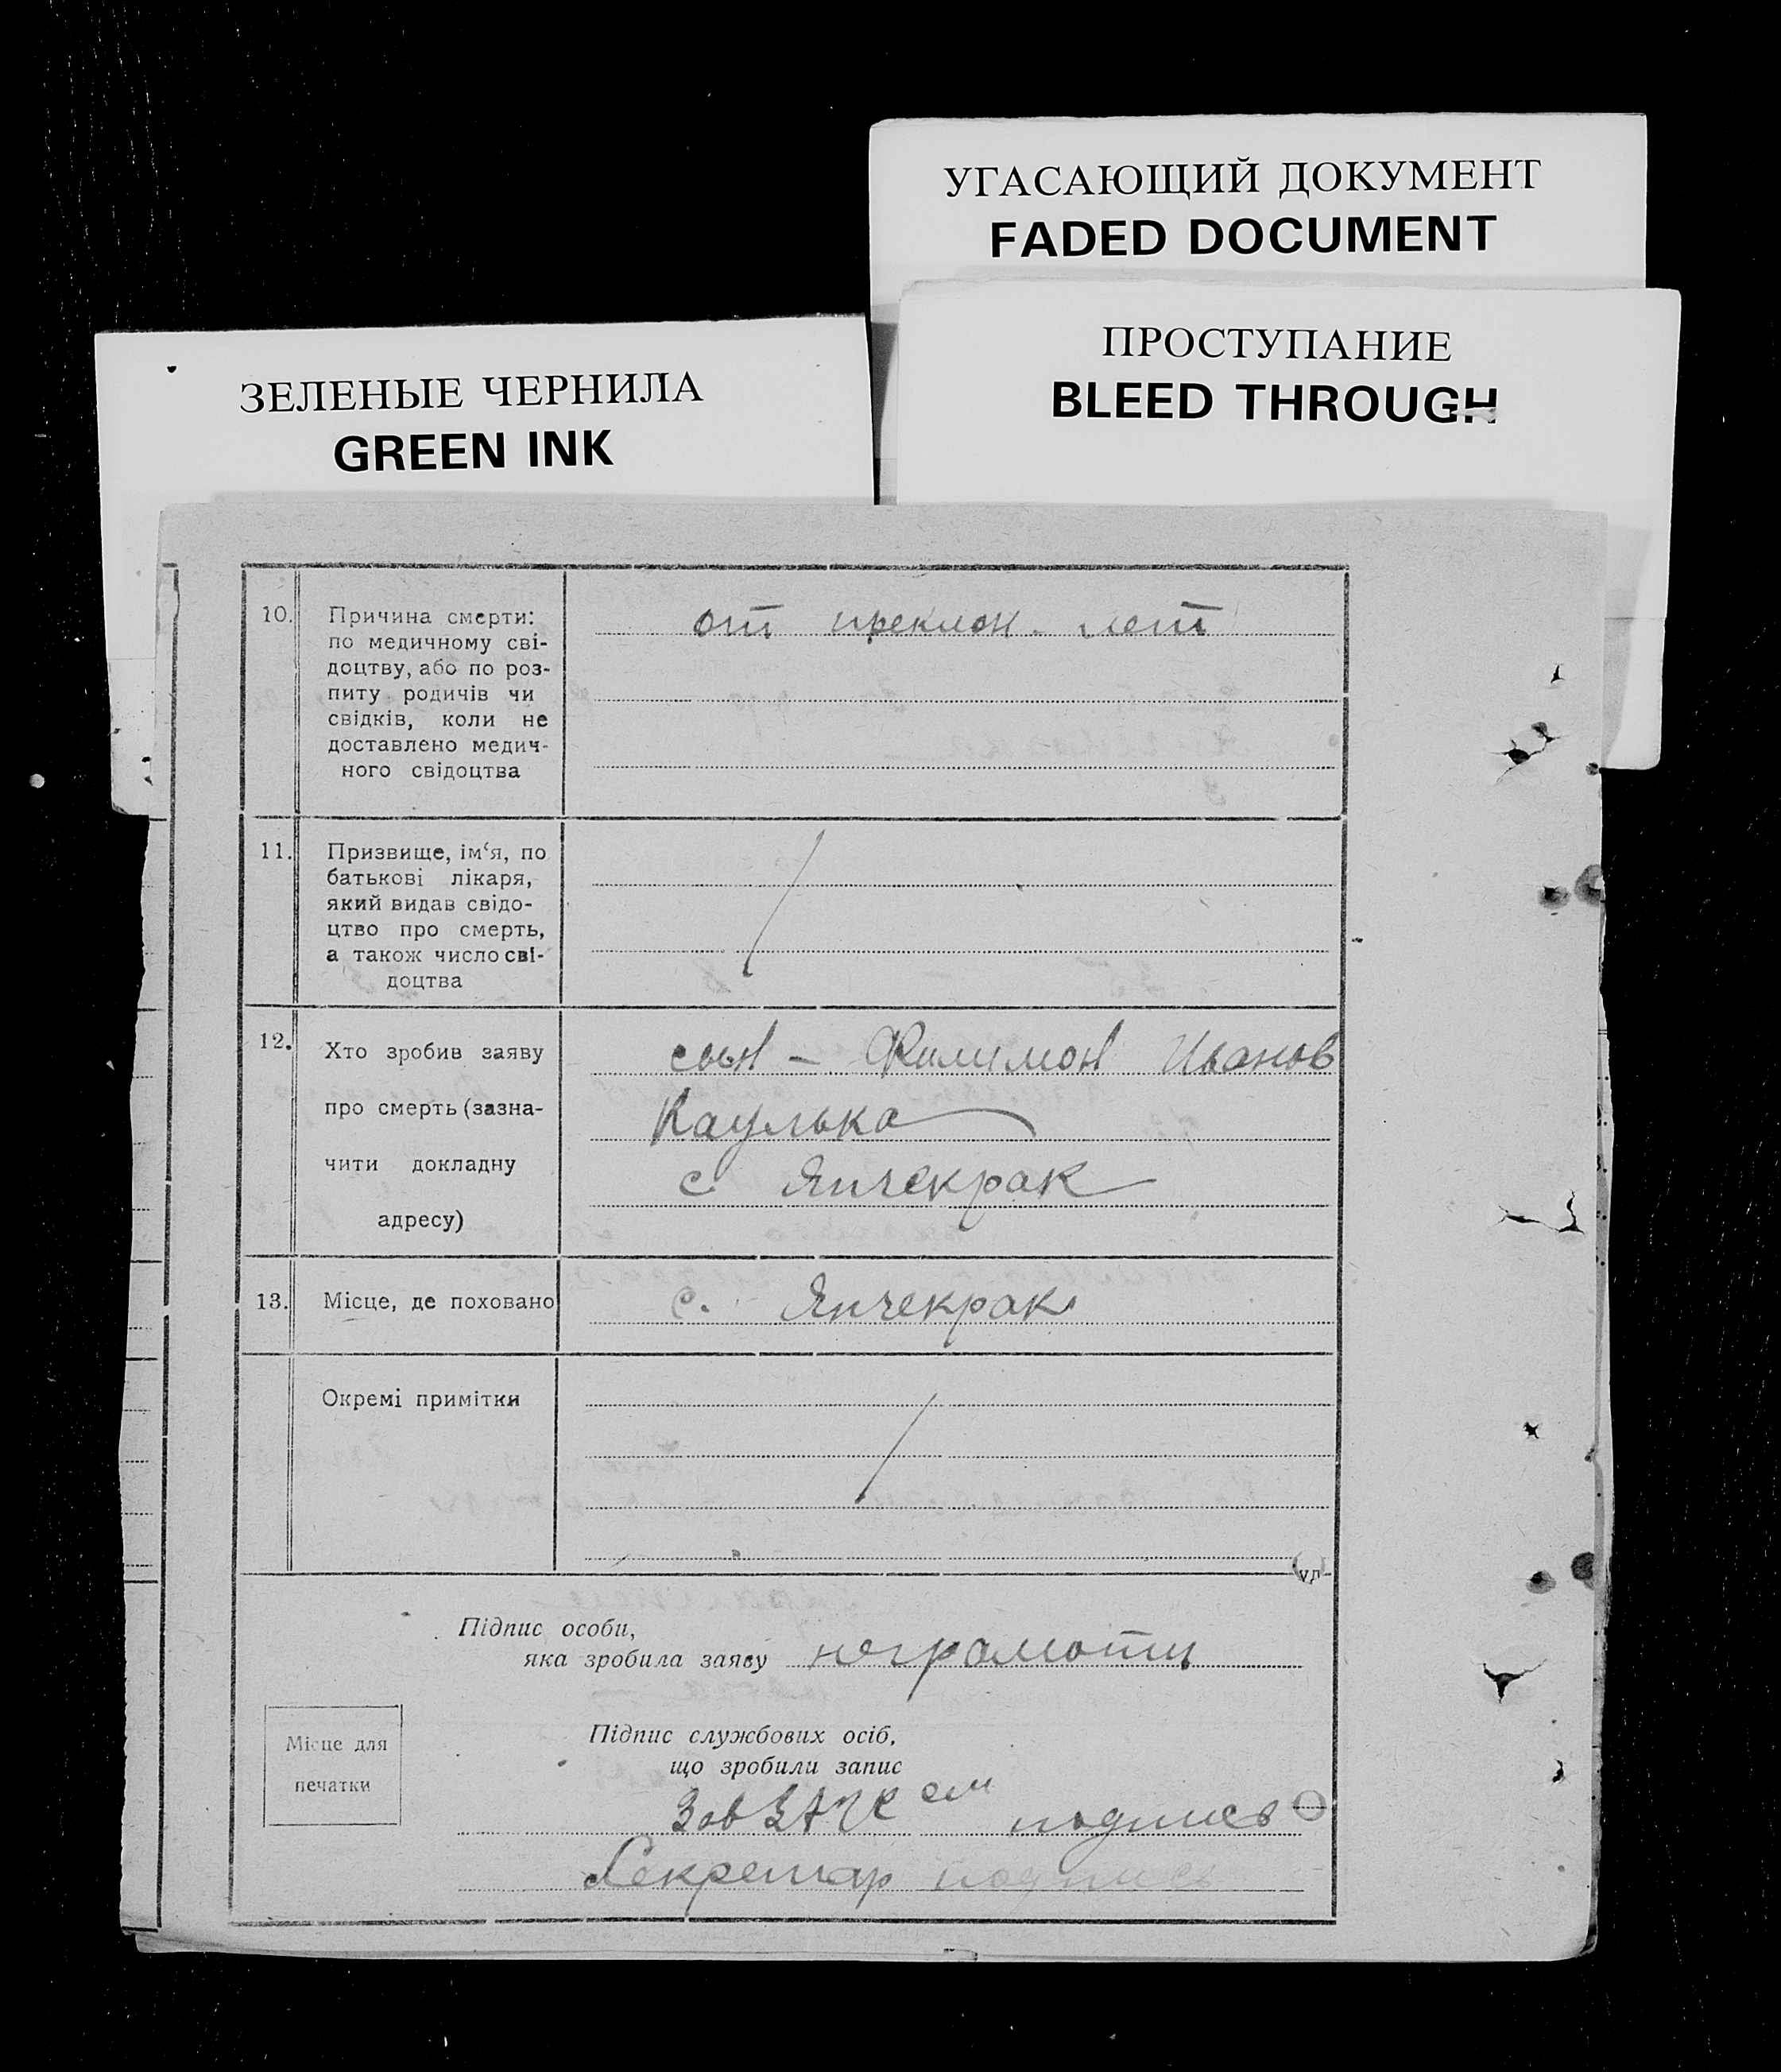 УГАСАЮЩИЙ ДОКУМЕНТ
FADED DOCUMENT
ПРОСТУПАНИЕ
BLEED THROUGH
ЗЕЛЕНЫЕ ЧЕРНИЛА
GREEN INK
10. Причина смерти: от преклон. лет
по медичному сві-
доцтву, або по роз-
питу родичів чи
свідків, коли не
доставлено медич-
ного свідоцтва
11. Призвище, ім‘я, по
батькові лікаря,
який видав свідо-
цтво про смерть,
а також число сві-
доцтва
12. Хто зробив заяву сын - Филимон Иванов
про смерть (зазна- Каулька
чити докладну с. Янчекрак
адресу)
13. Місце, де поховано с. Янчекрак
Окремі примітки
Підпис особи,
яка зробила заяву неграмотн
Місце для
печатки
Підпис службових осіб,
що зробили запис
Зав ЗАГС ом подпись
Секретар подпись